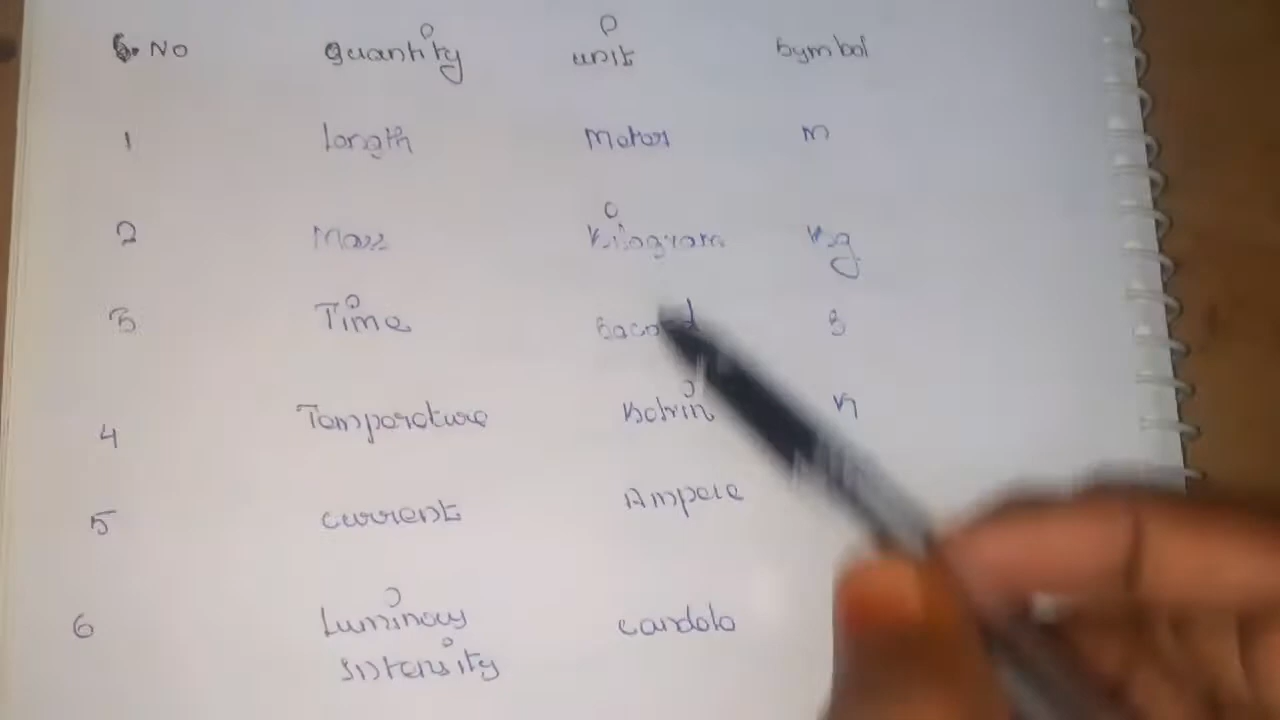 S. No quantity unit Symbol
1 length Meter m
2 Mass Kilogram kg
3 Time Second s
4 Temperature Kelvin K
5 current Ampere
6 Luminous candela
intensity